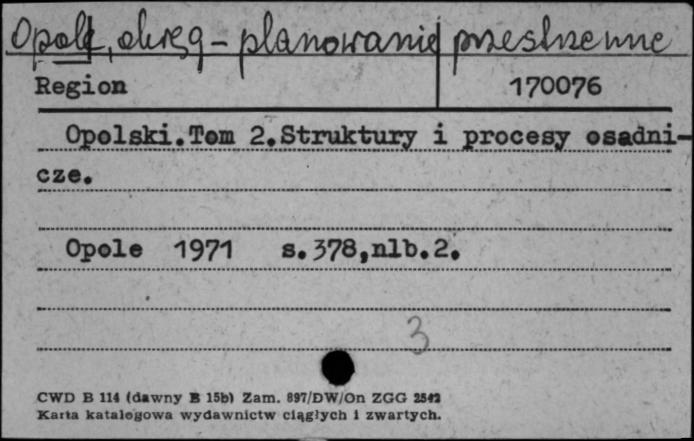 Opole, okręg - planowanie przestrzenne
Region 170076
Opolski.Tom 2.Struktury i procesy osadni-
cze.
Opole 1971 s.378,nlb.2.
3
CWD B 114 (dawny B 15b) Zam. 897/DW/On ZGG 2542
Karta katalogowa wydawnictw ciągłych i zwartych.